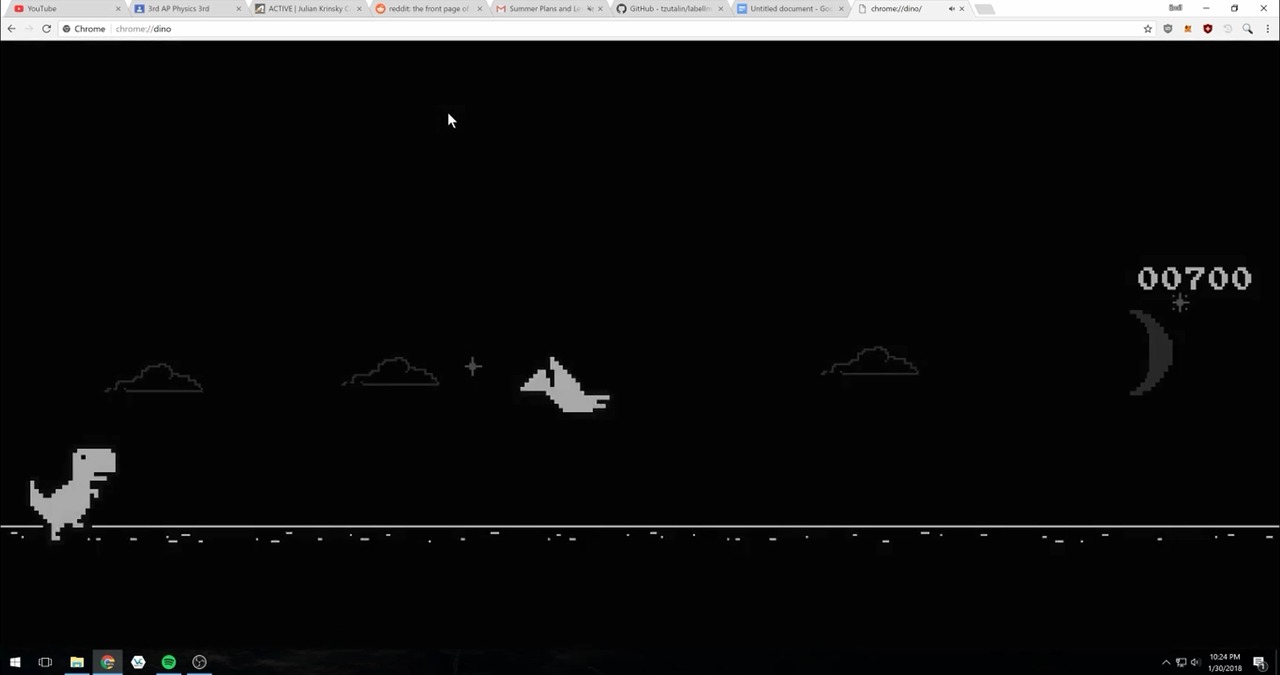 YouTube
3rd AP Physics 3rd
ACTIVE | Julian Krinsky C
reddit: the front page of
Summer Plans and Le
GitHub - tzutalin/labelIm
Untitled document - Goo
chrome://dino/
Chrome
chrome://dino
00700
10:24 PM
1/30/2018